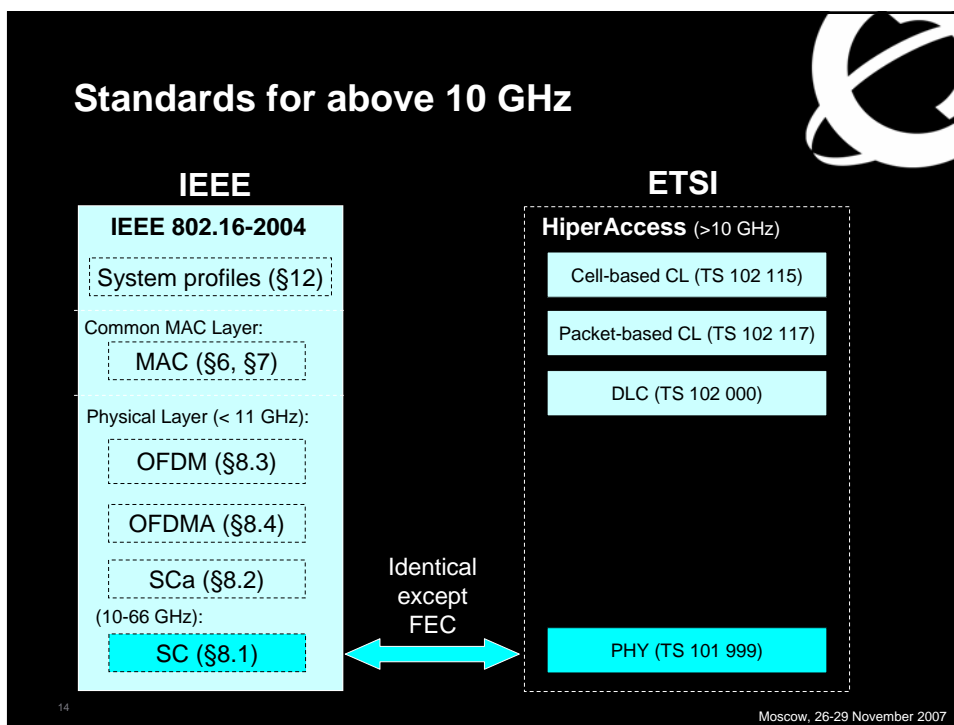 Standards for above 10 GHz
IEEE
IEEE 802.16-2004
System profiles (§12)
Common MAC Layer:
MAC (§6, §7)
Physical Layer (< 11 GHz):
OFDM (§8.3)
OFDMA (§8.4)
SCa (§8.2)
(10-66 GHz):
SC (§8.1)
Identical
except
FEC
ETSI
HiperAccess (>10 GHz)
Cell-based CL (TS 102 115)
Packet-based CL (TS 102 117)
DLC (TS 102 000)
PHY (TS 101 999)
14
Moscow, 26-29 November 2007